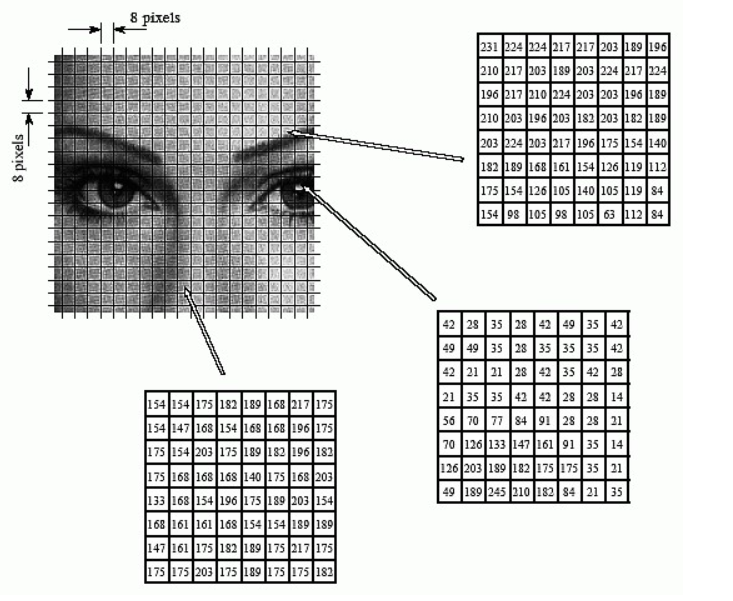 8 pixels
8 pixels
231 224 224 217 217 203 189 196
210 217 203 189 203 224 217 224
196 217 210 224 203 203 196 189
210 203 196 203 182 203 182 189
203 224 203 217 196 175 154 140
182 189 168 161 154 126 119 112
175 154 126 105 140 105 119 84
154 98 105 98 105 63 112 84
42 28 35 28 42 49 35 42
49 49 35 28 35 35 35 42
42 21 21 28 42 35 42 28
21 35 35 42 42 28 28 14
56 70 77 84 91 28 28 21
70 126 133 147 161 91 35 14
126 203 189 182 175 175 35 21
49 189 245 210 182 84 21 35
154 154 175 182 189 168 217 175
154 147 168 154 168 168 196 175
175 154 203 175 189 182 196 182
175 168 168 168 140 175 168 203
133 168 154 196 175 189 203 154
168 161 161 168 154 154 189 189
147 161 175 182 189 175 217 175
175 175 203 175 189 175 175 182